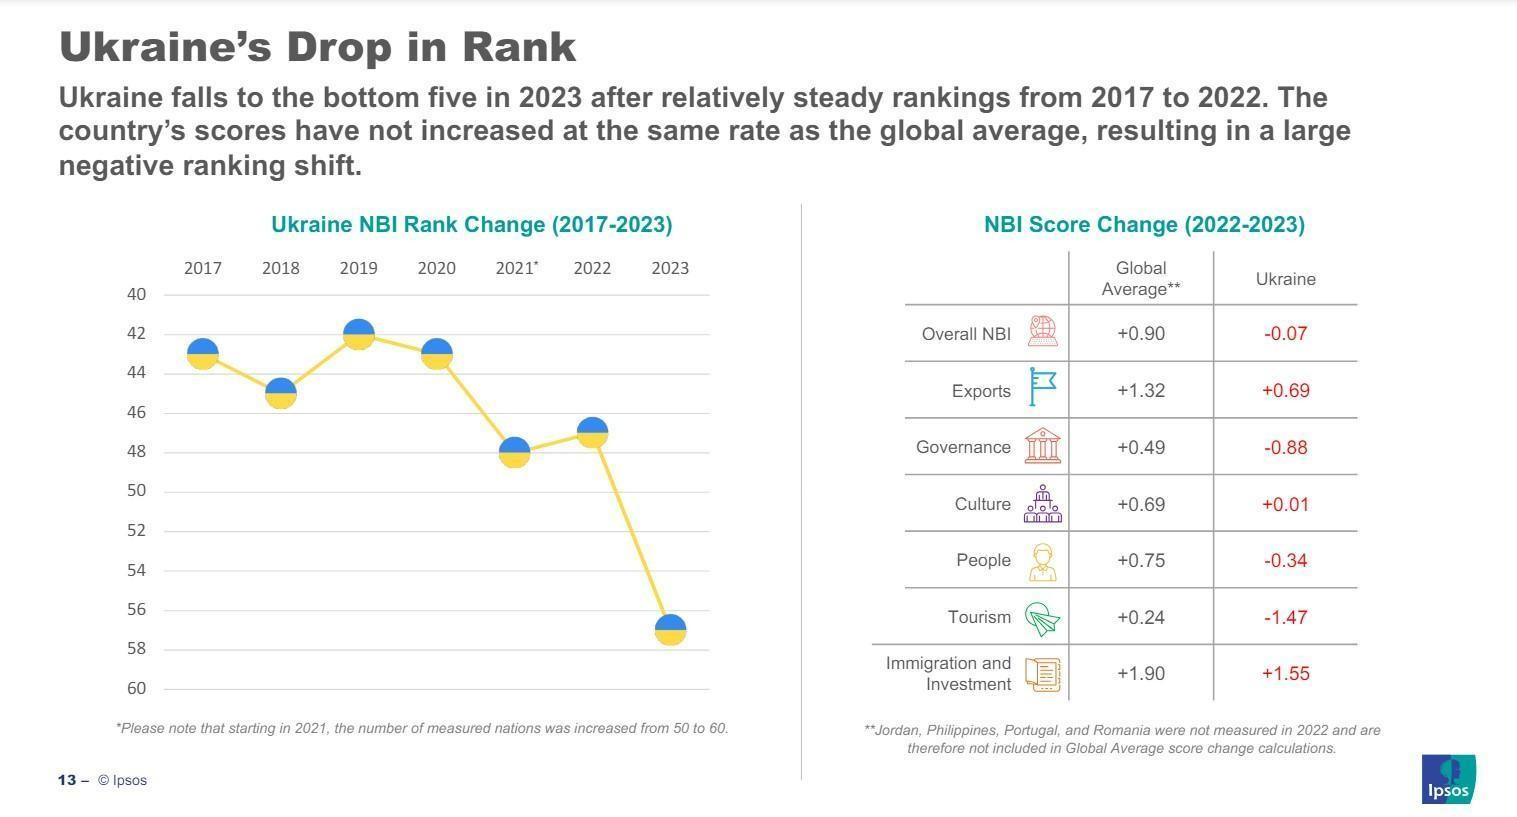 Ukraine's Drop in Rank
Ukraine falls to the bottom five in 2023 after relatively steady rankings from 2017 to 2022. The
country's scores have not increased at the same rate as the global average, resulting in a large
negative ranking shift.
Ukraine NBI Rank Change (2017-2023)
2017 2018 2019 2020 2021* 2022 2023
40
42
44
46
48
50
52
54
56
58
60
*Please note that starting in 2021, the number of measured nations was increased from 50 to 60.
NBI Score Change (2022-2023)
Global
Average** Ukraine
Overall NBI +0.90 -0.07
Exports +1.32 +0.69
Governance +0.49 -0.88
Culture +0.69 +0.01
People +0.75 -0.34
Tourism +0.24 -1.47
Immigration and
Investment +1.90 +1.55
**Jordan, Philippines, Portugal, and Romania were not measured in 2022 and are
therefore not included in Global Average score change calculations.
13 – © Ipsos
Ipsos